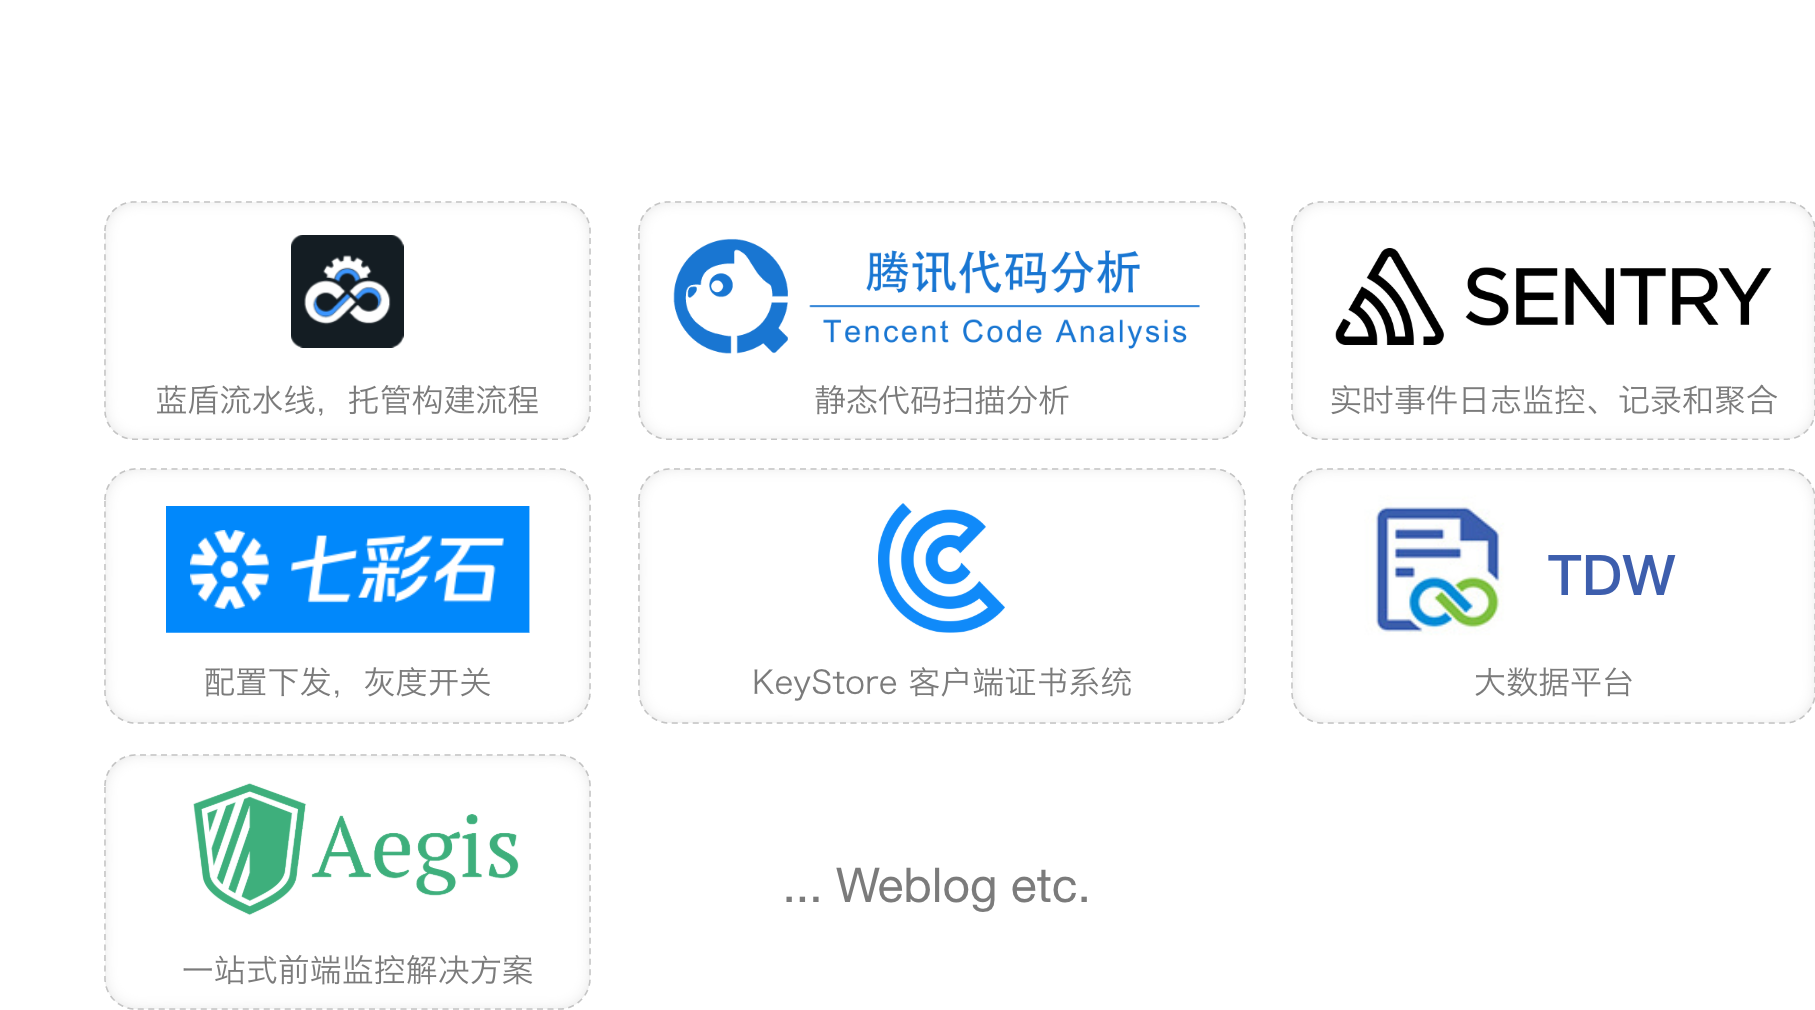 蓝盾流水线，托管构建流程
腾讯代码分析
Tencent Code Analysis
静态代码扫描分析
SENTRY
实时事件日志监控、记录和聚合
七彩石
配置下发，灰度开关
KeyStore 客户端证书系统
TDW
大数据平台
Aegis
一站式前端监控解决方案
... Weblog etc.